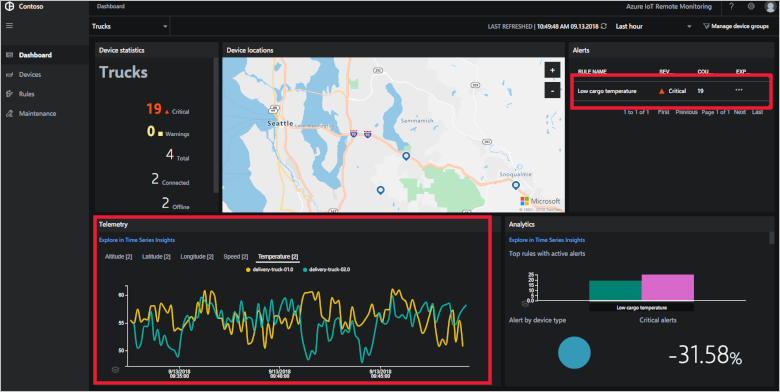 Contoso
Dashboard
Azure IoT Remote Monitoring
?
Trucks
LAST REFRESHED | 10:49:48 AM 09.13.2018
Last hour
Manage device groups
Dashboard
Devices
Rules
Maintenance
Device statistics
Trucks
19 Critical
0 Warnings
4 Total
2 Connected
2 Offline
Device locations
+
-
Seattle
Sammamish
Snoqualmie
Microsoft
Alerts
RULE NAME SEV... COU... EXP...
Low cargo temperature Critical 19 ...
1 to 1 of 1 First Previous Page 1 of 1 Next Last
Telemetry
Explore in Time Series Insights
Altitude [2] Latitude [2] Longitude [2] Speed [2] Temperature [2]
delivery-truck-01.0 delivery-truck-02.0
60
55
50
9/13/2018 9/13/2018 9/13/2018
09:35:00 09:40:00 09:45:00
Analytics
Explore in Time Series Insights
Top rules with active alerts
25
20
15
10
5
0
Low cargo temperature
Alert by device type
Critical alerts
-31.58%